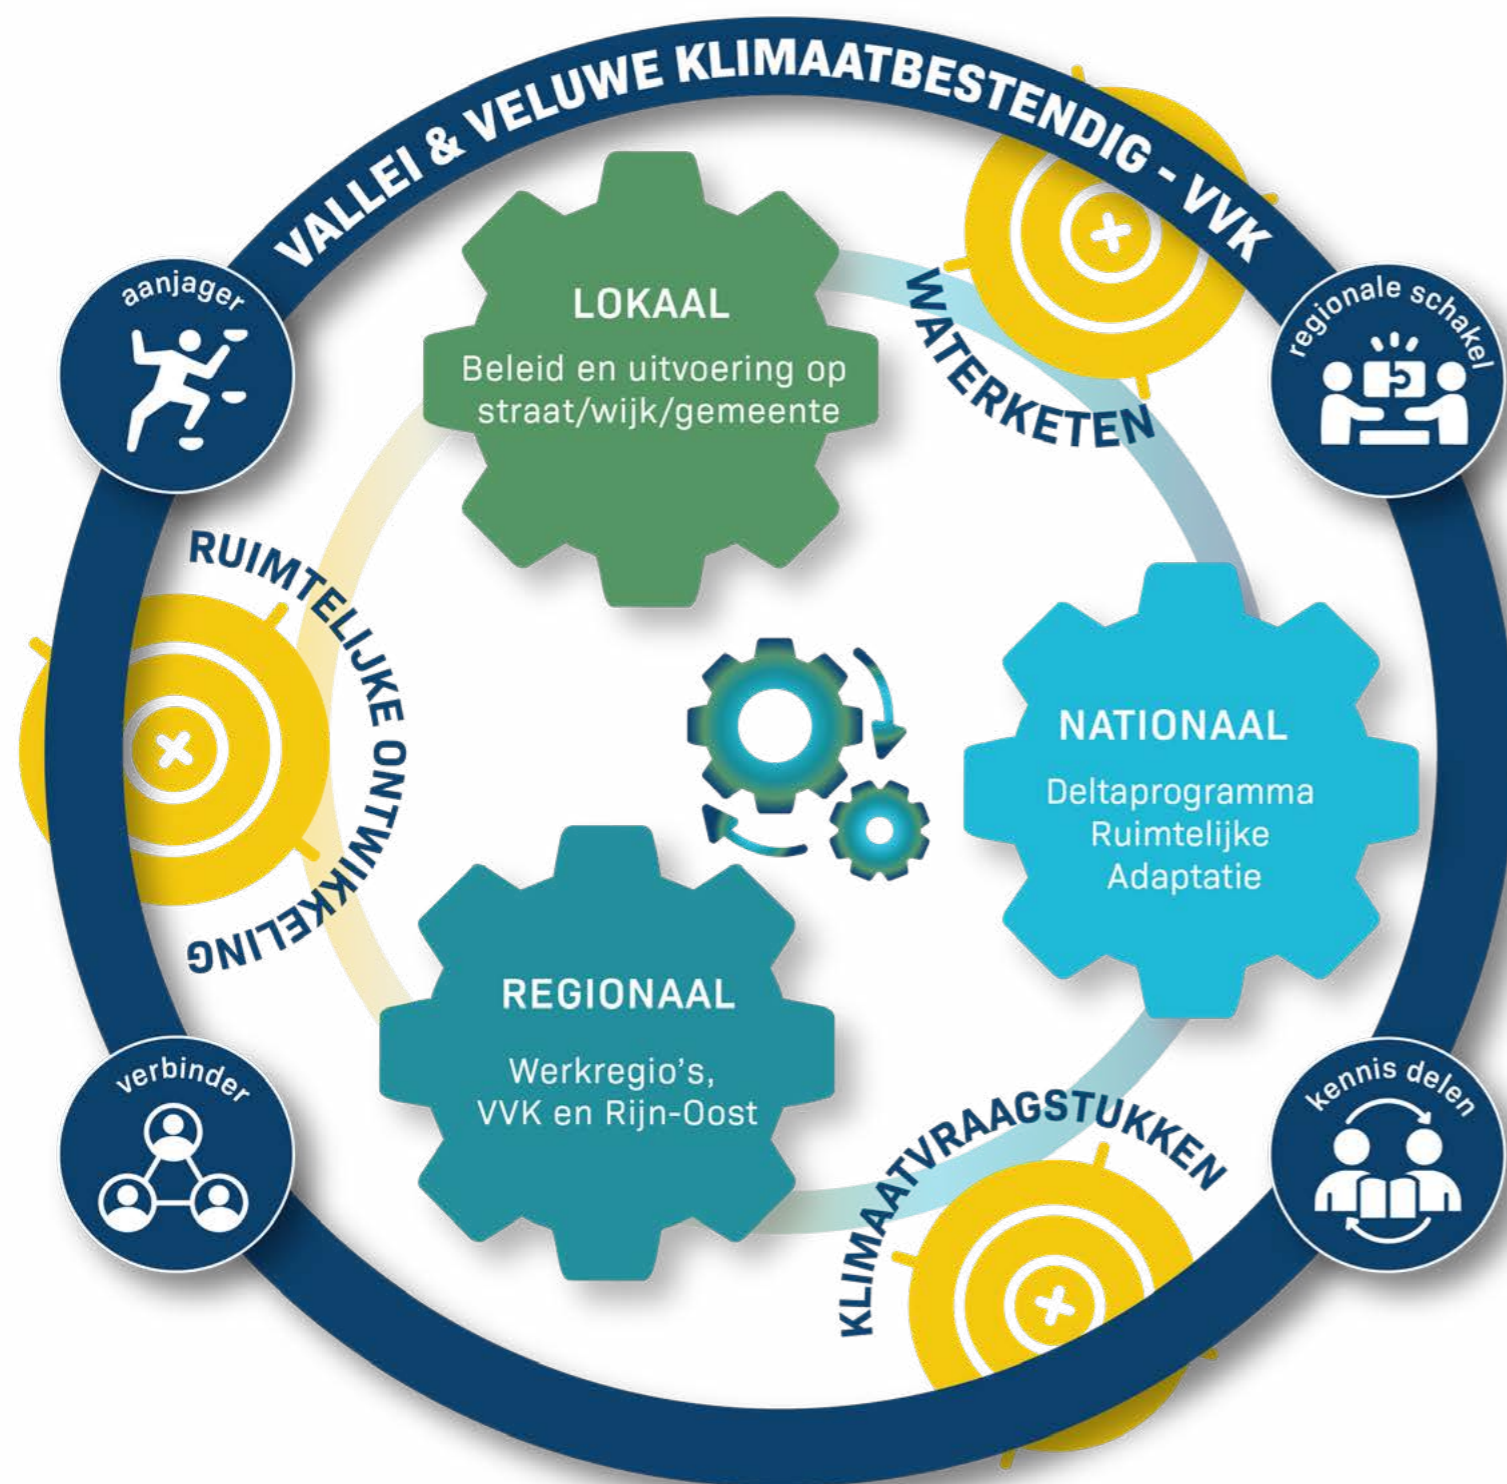 VALLEI & VELUWE KLIMAATBESTENDIG - VVK
aanjager
regionale schakel
LOKAAL
Beleid en uitvoering op
straat/wijk/gemeente
WATERKETEN
RUIMTELIJKE ONTWIKKELING
NATIONAAL
Deltaprogramma
Ruimtelijke
Adaptatie
REGIONAAL
Werkregio's,
VVK en Rijn-Oost
verbinder
KLIMAATVRAAGSTUKKEN
kennis delen